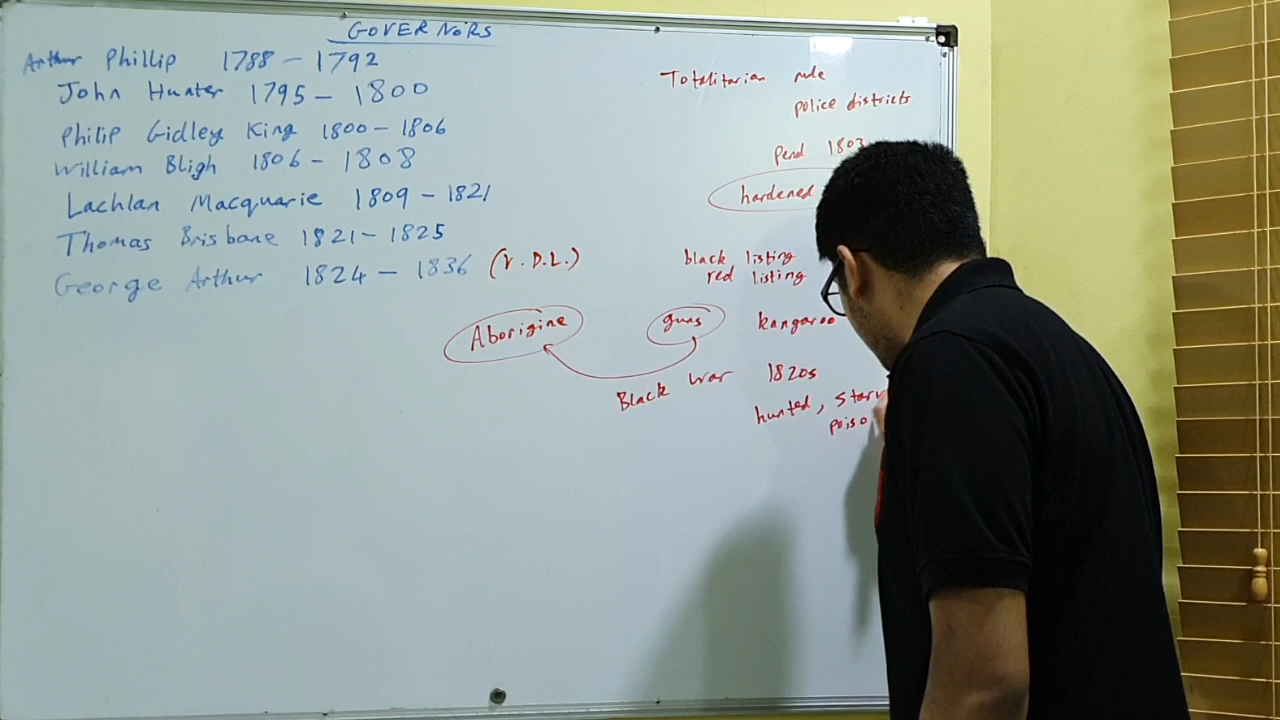 GOVERNORS
Arthur Phillip 1788 – 1792
John Hunter 1795 – 1800
Philip Gidley King 1800 – 1806
William Bligh 1806 – 1808
Lachlan Macquarie 1809 – 1821
Thomas Brisbane 1821 – 1825
George Arthur 1824 – 1836 (V.D.L.)
Totalitarian rule
police districts
penal 1803
hardened
black listing
red listing
Aborigine guns kangaroo
Black War 1820s
hunted, starv
poiso